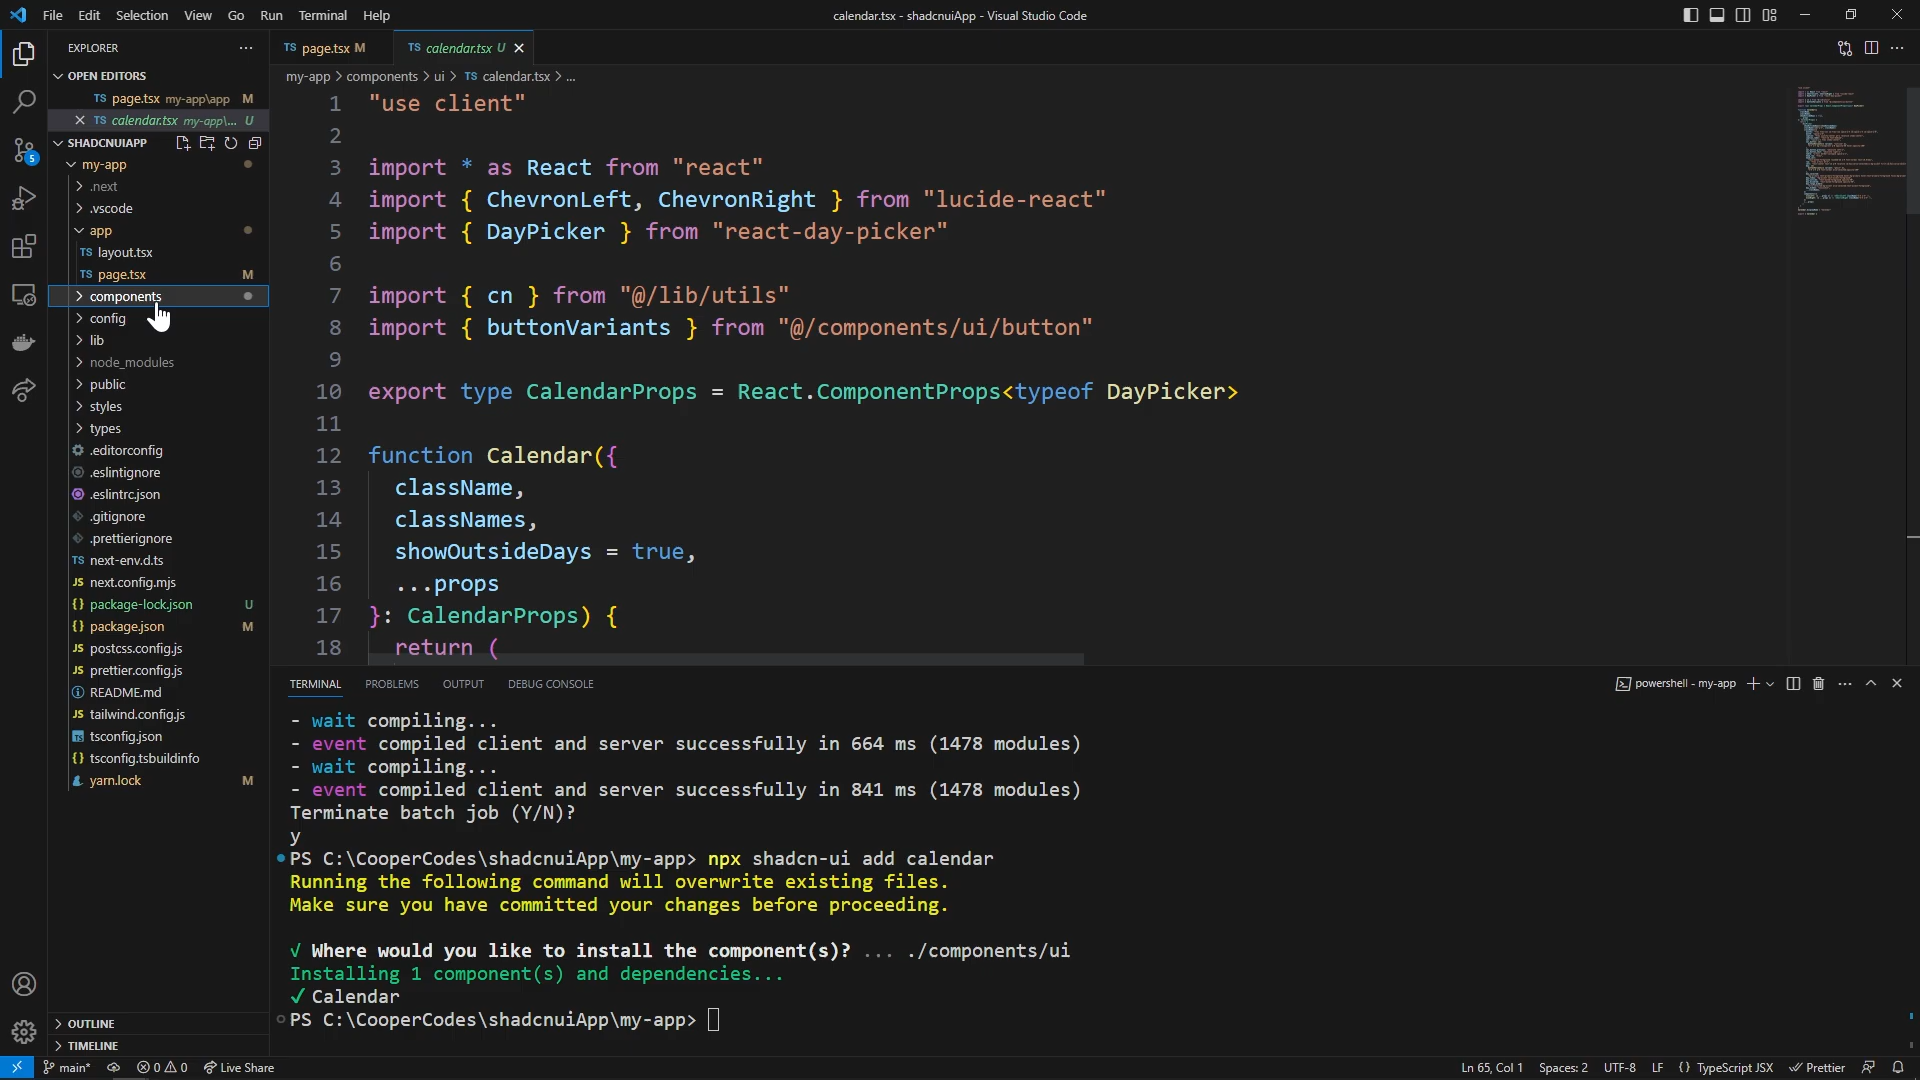 File Edit Selection View Go Run Terminal Help
calendar.tsx - shadcnuiApp - Visual Studio Code
EXPLORER
OPEN EDITORS
page.tsx my-app\app M
calendar.tsx my-app\... U
SHADCNUIAPP
my-app
.next
.vscode
app
TS layout.tsx
TS page.tsx M
components
config
lib
node_modules
public
styles
types
.editorconfig
.eslintignore
.eslintrc.json
.gitignore
.prettierignore
TS next-env.d.ts
JS next.config.mjs
{} package-lock.json U
{} package.json M
JS postcss.config.js
JS prettier.config.js
README.md
JS tailwind.config.js
TS tsconfig.json
{} tsconfig.tsbuildinfo
yarn.lock M
OUTLINE
TIMELINE
5
TS page.tsx M
TS calendar.tsx U
my-app > components > ui > TS calendar.tsx > ...
1 "use client"
2
3 import * as React from "react"
4 import { ChevronLeft, ChevronRight } from "lucide-react"
5 import { DayPicker } from "react-day-picker"
6
7 import { cn } from "@/lib/utils"
8 import { buttonVariants } from "@/components/ui/button"
9
10 export type CalendarProps = React.ComponentProps<typeof DayPicker>
11
12 function Calendar({
13 className,
14 classNames,
15 showOutsideDays = true,
16 ...props
17 }: CalendarProps) {
18 return (
TERMINAL PROBLEMS OUTPUT DEBUG CONSOLE
powershell - my-app
- wait compiling...
- event compiled client and server successfully in 664 ms (1478 modules)
- wait compiling...
- event compiled client and server successfully in 841 ms (1478 modules)
Terminate batch job (Y/N)?
y
PS C:\CooperCodes\shadcnuiApp\my-app> npx shadcn-ui add calendar
Running the following command will overwrite existing files.
Make sure you have committed your changes before proceeding.
√ Where would you like to install the component(s)? ... ./components/ui
Installing 1 component(s) and dependencies...
✓ Calendar
PS C:\CooperCodes\shadcnuiApp\my-app>
main* 0 0 Live Share
Ln 65, Col 1 Spaces: 2 UTF-8 LF {} TypeScript JSX Prettier